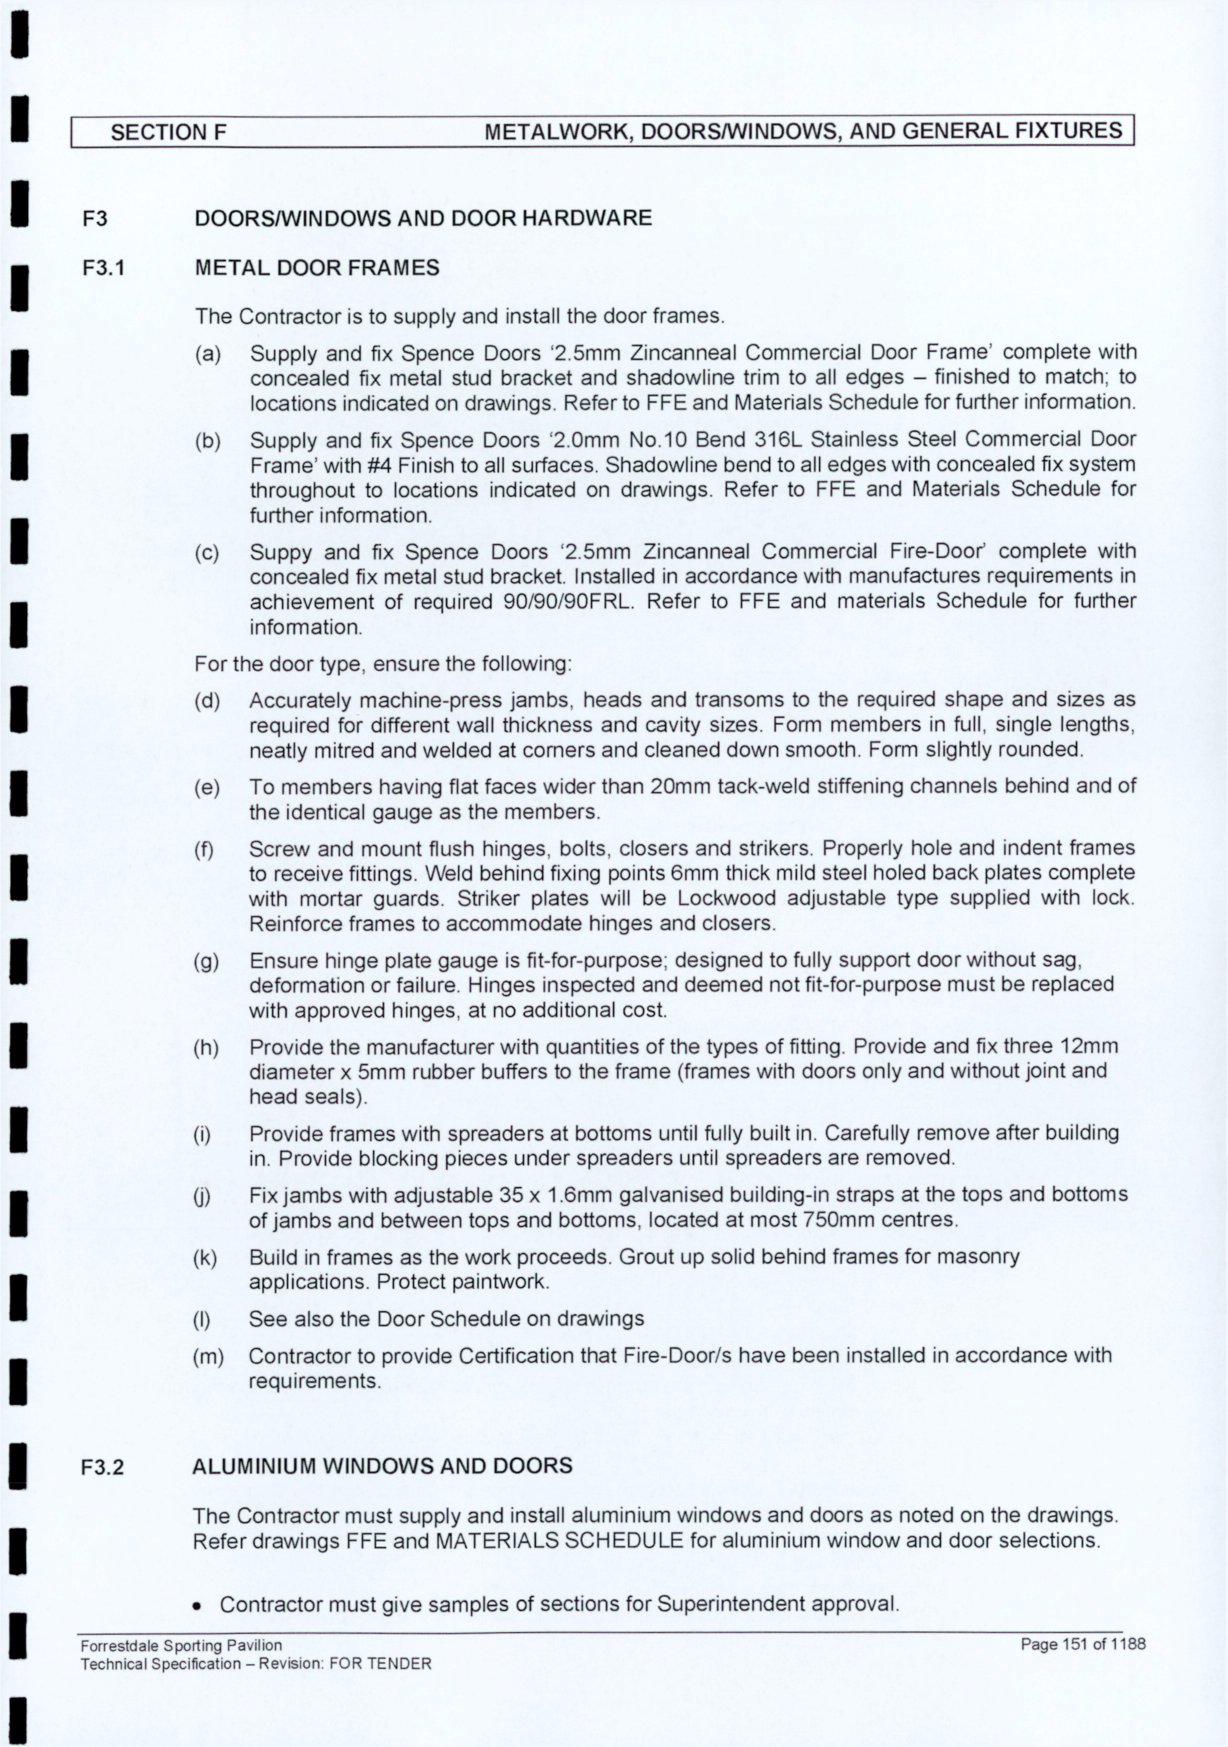 SECTION F METALWORK, DOORS/WINDOWS, AND GENERAL FIXTURES
F3 DOORS/WINDOWS AND DOOR HARDWARE
F3.1 METAL DOOR FRAMES
The Contractor is to supply and install the door frames.
(a) Supply and fix Spence Doors ‘2.5mm Zincanneal Commercial Door Frame’ complete with
concealed fix metal stud bracket and shadowline trim to all edges – finished to match; to
locations indicated on drawings. Refer to FFE and Materials Schedule for further information.
(b) Supply and fix Spence Doors ‘2.0mm No.10 Bend 316L Stainless Steel Commercial Door
Frame’ with #4 Finish to all surfaces. Shadowline bend to all edges with concealed fix system
throughout to locations indicated on drawings. Refer to FFE and Materials Schedule for
further information.
(c) Suppy and fix Spence Doors ‘2.5mm Zincanneal Commercial Fire-Door’ complete with
concealed fix metal stud bracket. Installed in accordance with manufactures requirements in
achievement of required 90/90/90FRL. Refer to FFE and materials Schedule for further
information.
For the door type, ensure the following:
(d) Accurately machine-press jambs, heads and transoms to the required shape and sizes as
required for different wall thickness and cavity sizes. Form members in full, single lengths,
neatly mitred and welded at corners and cleaned down smooth. Form slightly rounded.
(e) To members having flat faces wider than 20mm tack-weld stiffening channels behind and of
the identical gauge as the members.
(f) Screw and mount flush hinges, bolts, closers and strikers. Properly hole and indent frames
to receive fittings. Weld behind fixing points 6mm thick mild steel holed back plates complete
with mortar guards. Striker plates will be Lockwood adjustable type supplied with lock.
Reinforce frames to accommodate hinges and closers.
(g) Ensure hinge plate gauge is fit-for-purpose; designed to fully support door without sag,
deformation or failure. Hinges inspected and deemed not fit-for-purpose must be replaced
with approved hinges, at no additional cost.
(h) Provide the manufacturer with quantities of the types of fitting. Provide and fix three 12mm
diameter x 5mm rubber buffers to the frame (frames with doors only and without joint and
head seals).
(i) Provide frames with spreaders at bottoms until fully built in. Carefully remove after building
in. Provide blocking pieces under spreaders until spreaders are removed.
(j) Fix jambs with adjustable 35 x 1.6mm galvanised building-in straps at the tops and bottoms
of jambs and between tops and bottoms, located at most 750mm centres.
(k) Build in frames as the work proceeds. Grout up solid behind frames for masonry
applications. Protect paintwork.
(l) See also the Door Schedule on drawings
(m) Contractor to provide Certification that Fire-Door/s have been installed in accordance with
requirements.
F3.2 ALUMINIUM WINDOWS AND DOORS
The Contractor must supply and install aluminium windows and doors as noted on the drawings.
Refer drawings FFE and MATERIALS SCHEDULE for aluminium window and door selections.
• Contractor must give samples of sections for Superintendent approval.
Forrestdale Sporting Pavilion Page 151 of 1188
Technical Specification – Revision: FOR TENDER